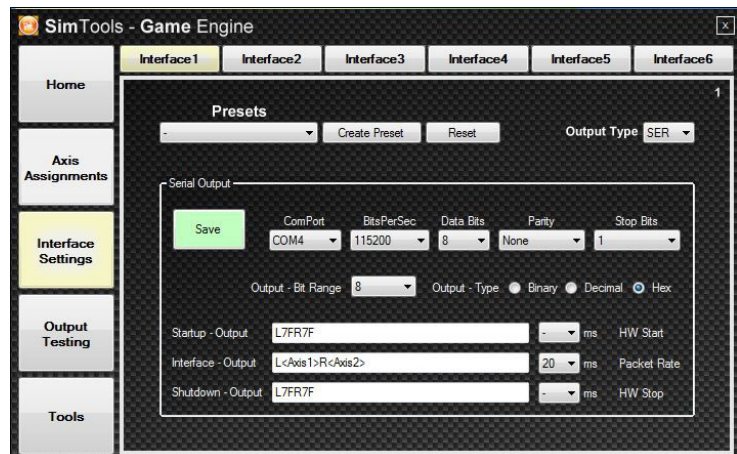 SimTools - Game Engine x
Interface1 Interface2 Interface3 Interface4 Interface5 Interface6
Home
Axis
Assignments
Interface
Settings
Output
Testing
Tools
1
Presets
- Create Preset Reset Output Type SER
Serial Output
Save
ComPort BitsPerSec Data Bits Parity Stop Bits
COM4 115200 8 None 1
Output - Bit Range 8 Output - Type Binary Decimal Hex
Startup - Output L7FR7F - ms HW Start
Interface - Output L<Axis1>R<Axis2> 20 ms Packet Rate
Shutdown - Output L7FR7F - ms HW Stop